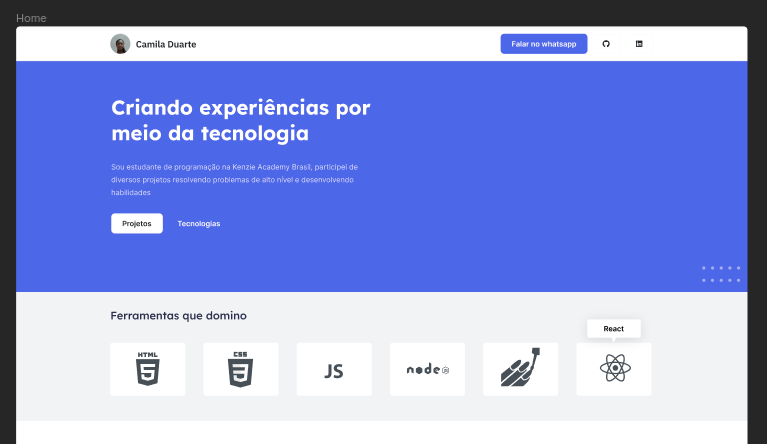 Home
Camila Duarte
Falar no whatsapp
Criando experiências por
meio da tecnologia
Sou estudante de programação na Kenzie Academy Brasil, participei de
diversos projetos resolvendo problemas de alto nível e desenvolvendo
habilidades
Projetos
Tecnologias
Ferramentas que domino
React
HTML
5
CSS
3
JS
node
JS